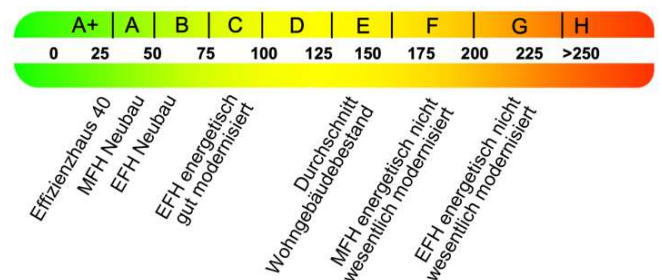 A+ A B C D E F G H
0 25 50 75 100 125 150 175 200 225 >250
Effizienzhaus 40
MFH Neubau
EFH Neubau
EFH energetisch
gut modernisiert
Durchschnitt
Wohngebäudebestand
MFH energetisch nicht
wesentlich modernisiert
EFH energetisch nicht
wesentlich modernisiert